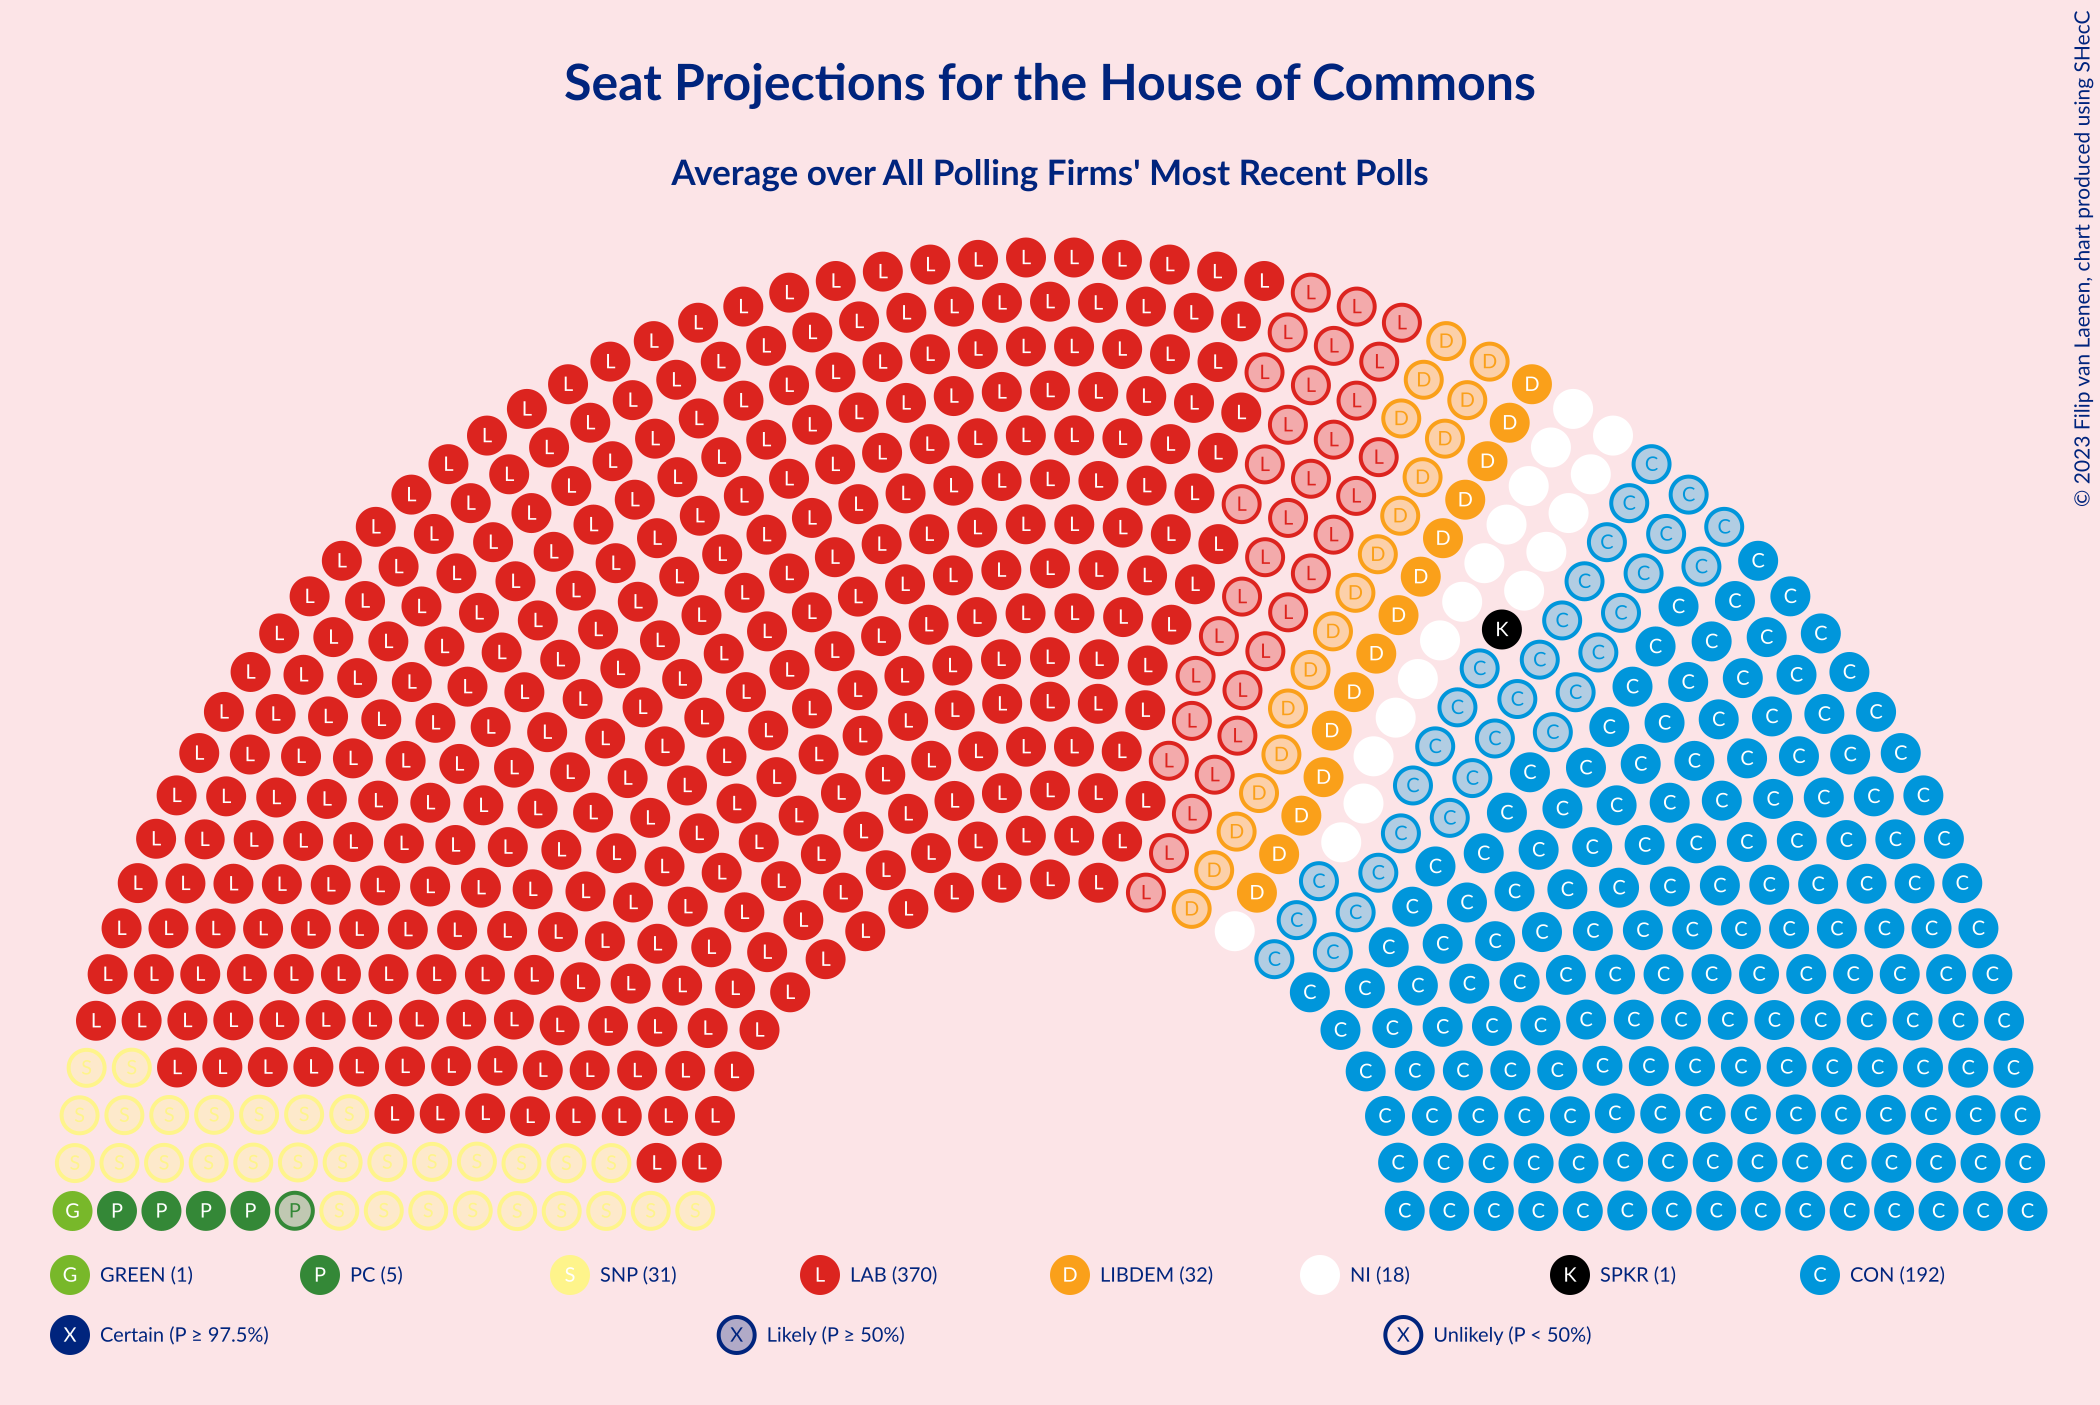 Seat Projections for the House of Commons
Average over All Polling Firms' Most Recent Polls
© 2023 Filip van Laenen, chart produced using SHecC
G GREEN (1)
P PC (5)
S SNP (31)
L LAB (370)
D LIBDEM (32)
NI (18)
K SPKR (1)
C CON (192)
X Certain (P ≥ 97.5%)
X Likely (P ≥ 50%)
X Unlikely (P < 50%)